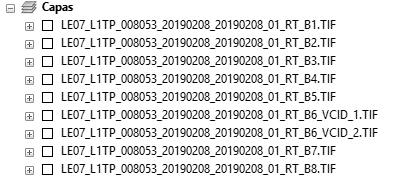 Capas
LE07_L1TP_008053_20190208_20190208_01_RT_B1.TIF
LE07_L1TP_008053_20190208_20190208_01_RT_B2.TIF
LE07_L1TP_008053_20190208_20190208_01_RT_B3.TIF
LE07_L1TP_008053_20190208_20190208_01_RT_B4.TIF
LE07_L1TP_008053_20190208_20190208_01_RT_B5.TIF
LE07_L1TP_008053_20190208_20190208_01_RT_B6_VCID_1.TIF
LE07_L1TP_008053_20190208_20190208_01_RT_B6_VCID_2.TIF
LE07_L1TP_008053_20190208_20190208_01_RT_B7.TIF
LE07_L1TP_008053_20190208_20190208_01_RT_B8.TIF